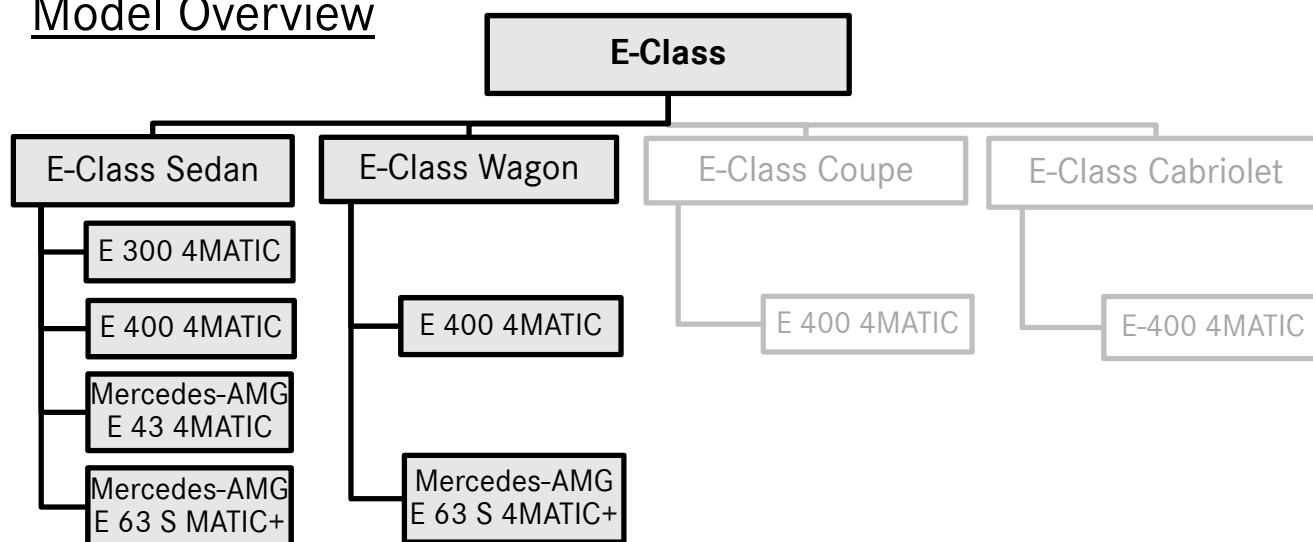 Model Overview
E-Class
E-Class Sedan
E-Class Wagon
E-Class Coupe
E-Class Cabriolet
E 300 4MATIC
E 400 4MATIC
E 400 4MATIC
E 400 4MATIC
E-400 4MATIC
Mercedes-AMG
E 43 4MATIC
Mercedes-AMG
E 63 S MATIC+
Mercedes-AMG
E 63 S 4MATIC+